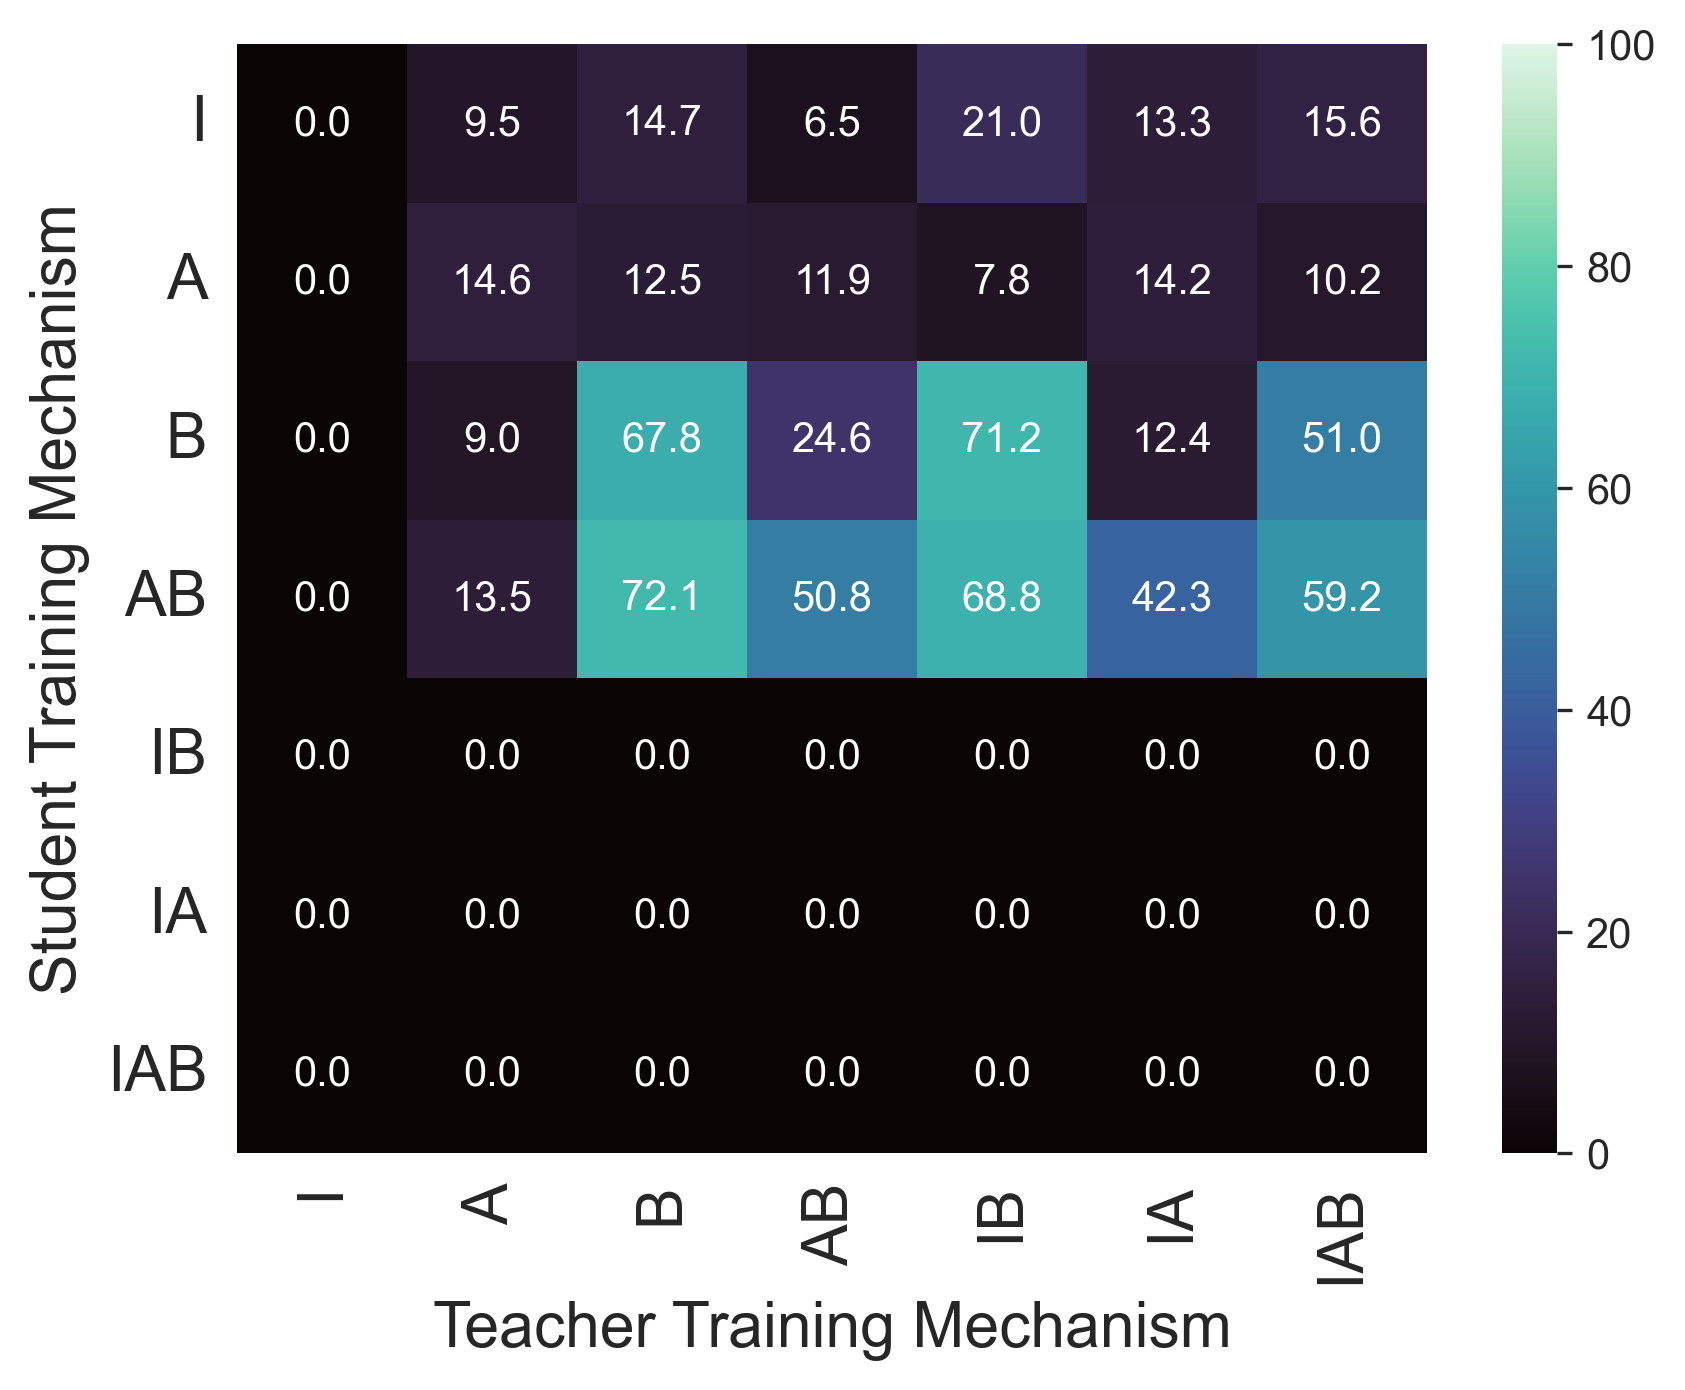 Student Training Mechanism
I 0.0 9.5 14.7 6.5 21.0 13.3 15.6
A 0.0 14.6 12.5 11.9 7.8 14.2 10.2
B 0.0 9.0 67.8 24.6 71.2 12.4 51.0
AB 0.0 13.5 72.1 50.8 68.8 42.3 59.2
IB 0.0 0.0 0.0 0.0 0.0 0.0 0.0
IA 0.0 0.0 0.0 0.0 0.0 0.0 0.0
IAB 0.0 0.0 0.0 0.0 0.0 0.0 0.0
I A B AB IB IA IAB
Teacher Training Mechanism
100
80
60
40
20
0